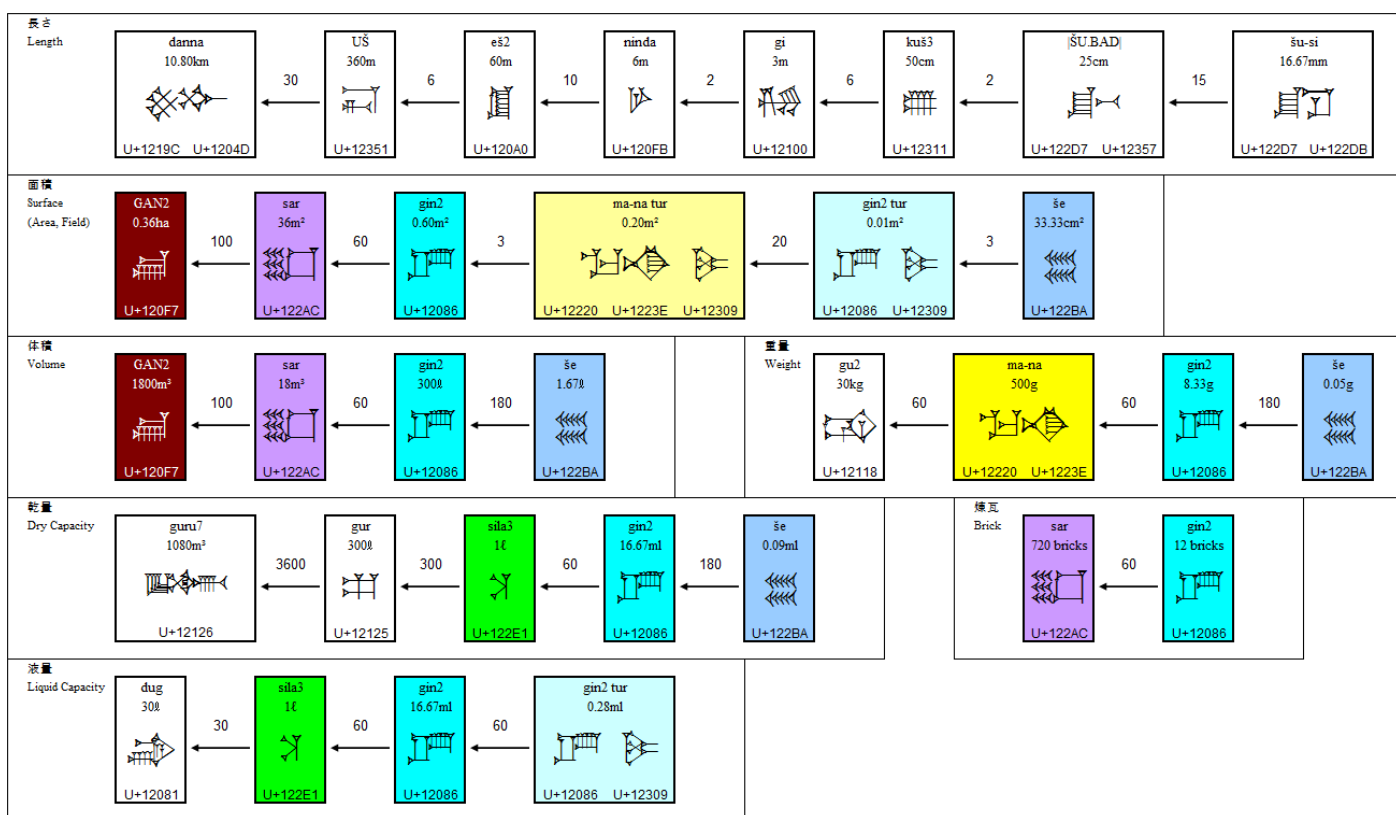 長さ
Length
danna UŠ eš2 ninda gi kuš3 |ŠU.BAD| šu-si
10.80km 360m 60m 6m 3m 50cm 25cm 16.67mm
30 6 10 2 6 2 15
𒆜𒁍 𒍑 𒂠 𒃻 𒄀 𒌑 𒋗𒍗 𒋗𒋛
U+1219C U+1204D U+12351 U+120A0 U+120FB U+12100 U+12311 U+122D7 U+12357 U+122D7 U+122DB
面積
Surface
(Area, Field)
GAN2 sar gin2 ma-na tur gin2 tur še
0.36ha 36m² 0.60m² 0.20m² 0.01m² 33.33cm²
100 60 3 20 3
𒃷 𒊬 𒂆 𒈠𒈾 𒌉 𒂆 𒌉 𒊺
U+120F7 U+122AC U+12086 U+12220 U+1223E U+12309 U+12086 U+12309 U+122BA
体積
Volume
GAN2 sar gin2 še
1800m³ 18m³ 300ℓ 1.67ℓ
100 60 180
𒃷 𒊬 𒂆 𒊺
U+120F7 U+122AC U+12086 U+122BA
重量
Weight
gu2 ma-na gin2 še
30kg 500g 8.33g 0.05g
60 60 180
𒄘 𒈠𒈾 𒂆 𒊺
U+12118 U+12220 U+1223E U+12086 U+122BA
乾量
Dry Capacity
guru7 gur sila3 gin2 še
1080m³ 300ℓ 1ℓ 16.67ml 0.09ml
3600 300 60 180
𒄦 𒄥 𒋡 𒂆 𒊺
U+12126 U+12125 U+122E1 U+12086 U+122BA
煉瓦
Brick
sar gin2
720 bricks 12 bricks
60
𒊬 𒂆
U+122AC U+12086
液量
Liquid Capacity
dug sila3 gin2 gin2 tur
30ℓ 1ℓ 16.67ml 0.28ml
30 60 60
𒂁 𒋡 𒂆 𒂆 𒌉
U+12081 U+122E1 U+12086 U+12086 U+12309